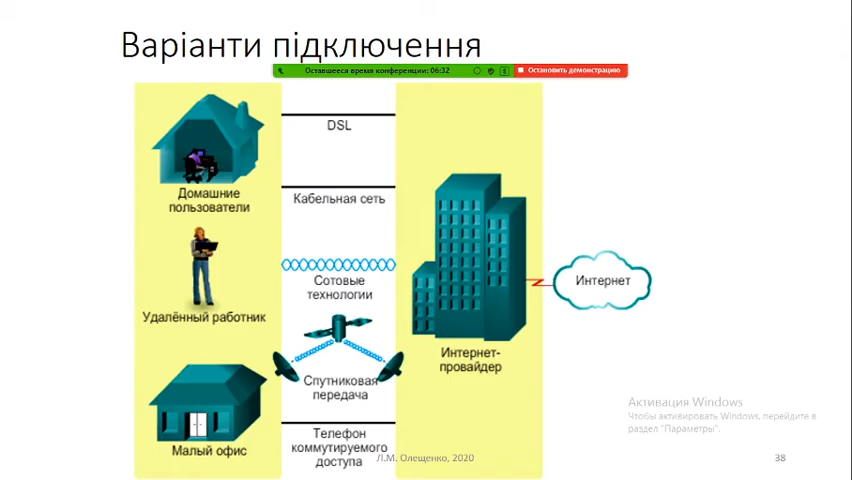 Варіанти підключення
Оставшееся время конференции: 06:32
Остановить демонстрацию
DSL
Домашние
пользователи
Кабельная сеть
Сотовые
технологии
Удалённый работник
Интернет
Интернет-
провайдер
Спутниковая
передача
Малый офис
Телефон
коммутируемого
доступа
Активация Windows
Чтобы активировать Windows, перейдите в
раздел "Параметры".
Л.М. Олещенко, 2020
38